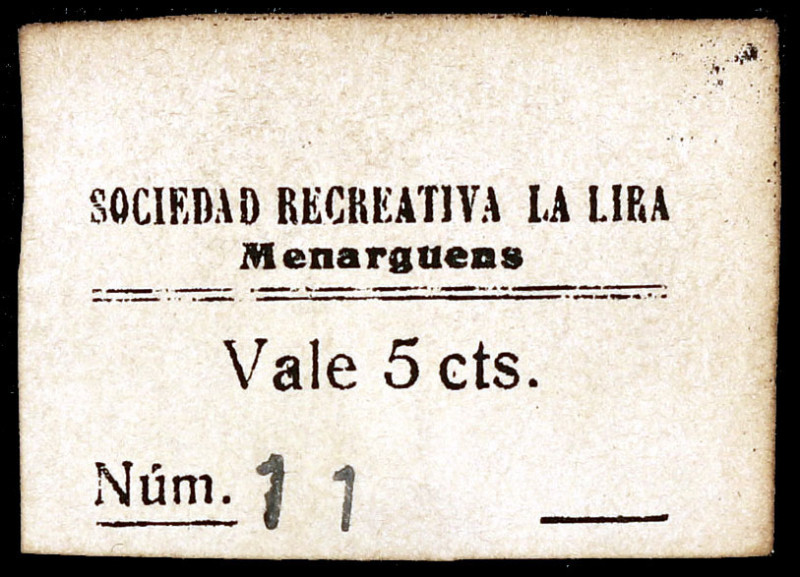 SOCIEDAD RECREATIVA LA LIRA
Menarguens
Vale 5 cts.
Núm. 11